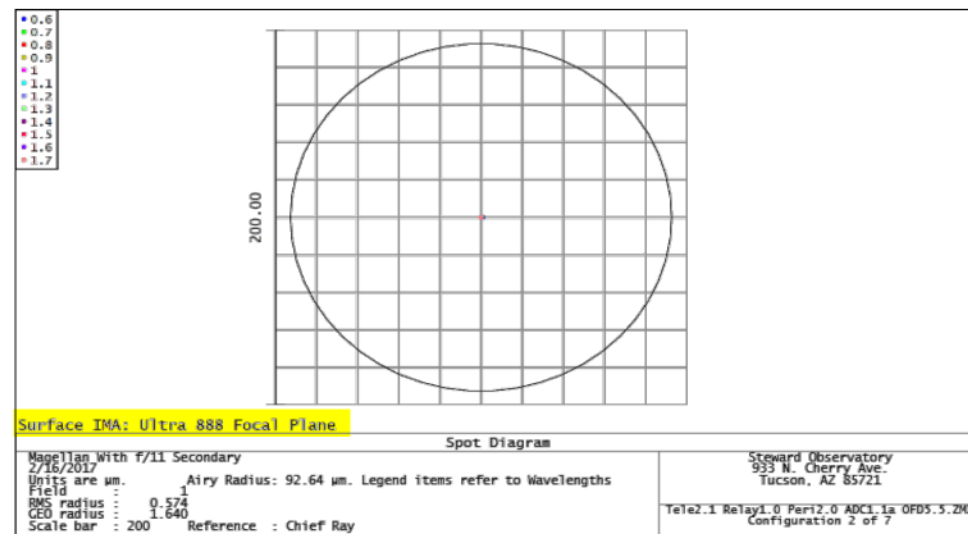 0.6
0.7
0.8
0.9
1
1.1
1.2
1.3
1.4
1.5
1.6
1.7
200.00
Surface IMA: Ultra 888 Focal Plane
Spot Diagram
Magellan With f/11 Secondary
2/16/2017
Units are µm. Airy Radius: 92.64 µm. Legend items refer to Wavelengths
Field : 1
RMS radius : 0.574
GEO radius : 1.640
Scale bar : 200 Reference : Chief Ray
Steward Observatory
933 N. Cherry Ave.
Tucson, AZ 85721
Tele2.1 Relay1.0 Peri2.0 ADC1.1a OFD5.5.ZM
Configuration 2 of 7